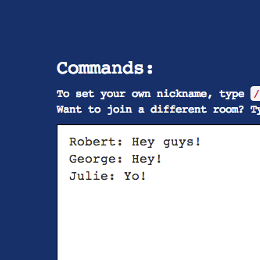 Commands:
To set your own nickname, type /
Want to join a different room? Ty
Robert: Hey guys!
George: Hey!
Julie: Yo!